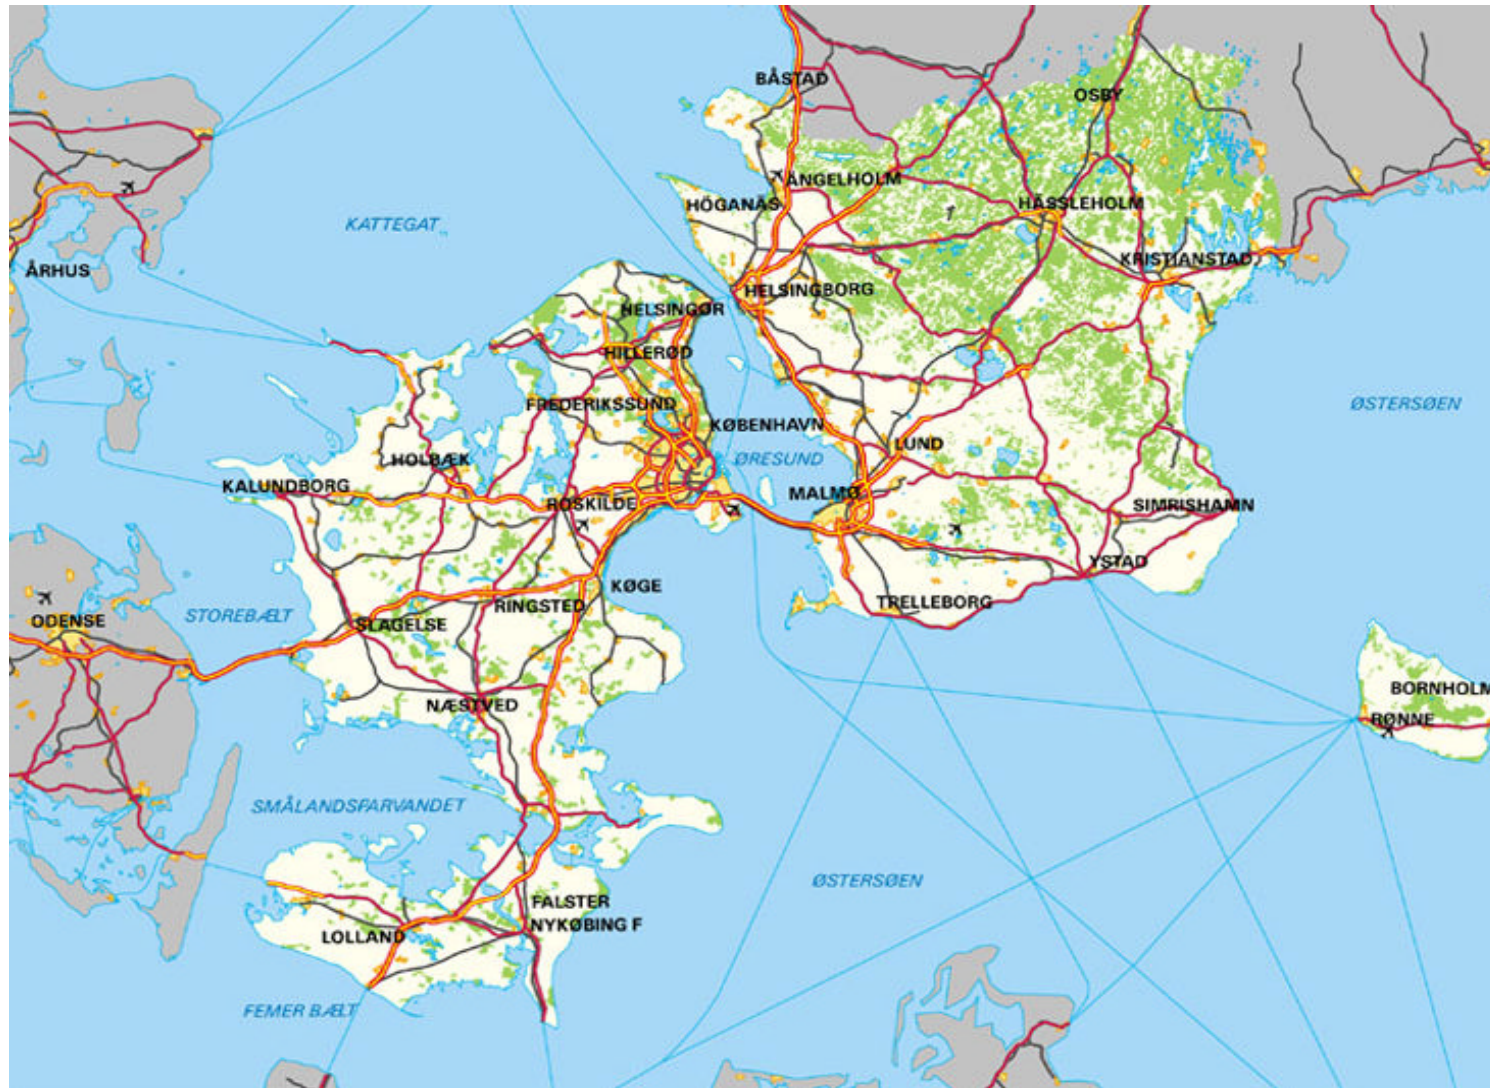 BÅSTAD
OSBY
ÄNGELHOLM
HÖGANÄS
HÄSSLEHOLM
KATTEGAT
KRISTIANSTAD
ÅRHUS
HELSINGBORG
HELSINGØR
HILLERØD
FREDERIKSSUND
ØSTERSØEN
KØBENHAVN
LUND
HOLBÆK
ØRESUND
KALUNDBORG
MALMØ
ROSKILDE
SIMRISHAMN
YSTAD
KØGE
RINGSTED
TRELLEBORG
STOREBÆLT
ODENSE
SLAGELSE
BORNHOLM
NÆSTVED
RØNNE
SMÅLANDSFARVANDET
ØSTERSØEN
FALSTER
NYKØBING F
LOLLAND
FEMER BÆLT